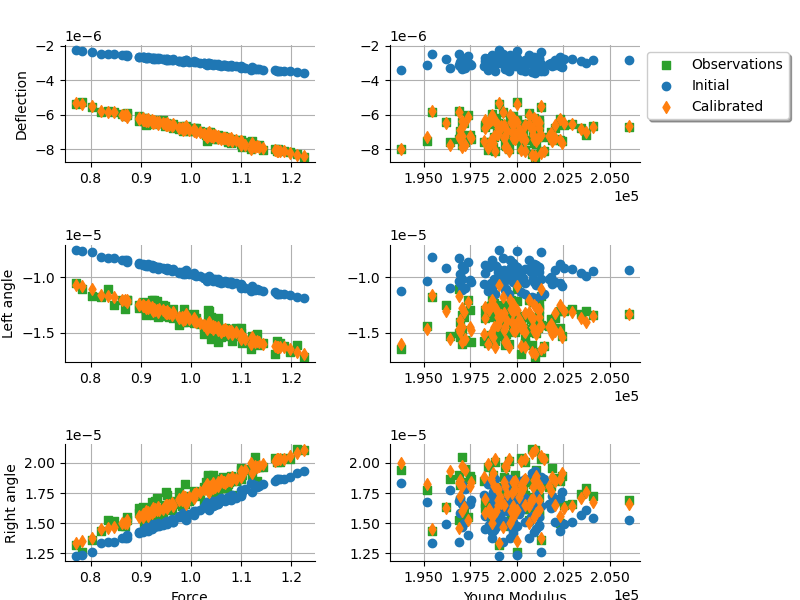 1e−6
−2
−4
−6
−8
Deflection
0.8 0.9 1.0 1.1 1.2
1e−6
−2
−4
−6
−8
1.950 1.975 2.000 2.025 2.050
1e5
Observations
Initial
Calibrated
1e−5
−1.0
−1.5
Left angle
0.8 0.9 1.0 1.1 1.2
1e−5
−1.0
−1.5
1.950 1.975 2.000 2.025 2.050
1e5
1e−5
2.00
1.75
1.50
1.25
Right angle
0.8 0.9 1.0 1.1 1.2
Force
1e−5
2.00
1.75
1.50
1.25
1.950 1.975 2.000 2.025 2.050
1e5
Young Modulus